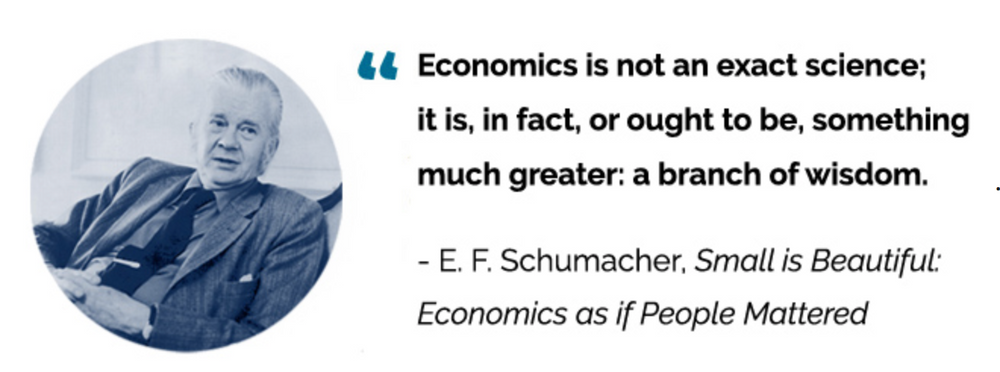 “ Economics is not an exact science;
it is, in fact, or ought to be, something
much greater: a branch of wisdom.
- E. F. Schumacher, Small is Beautiful:
Economics as if People Mattered